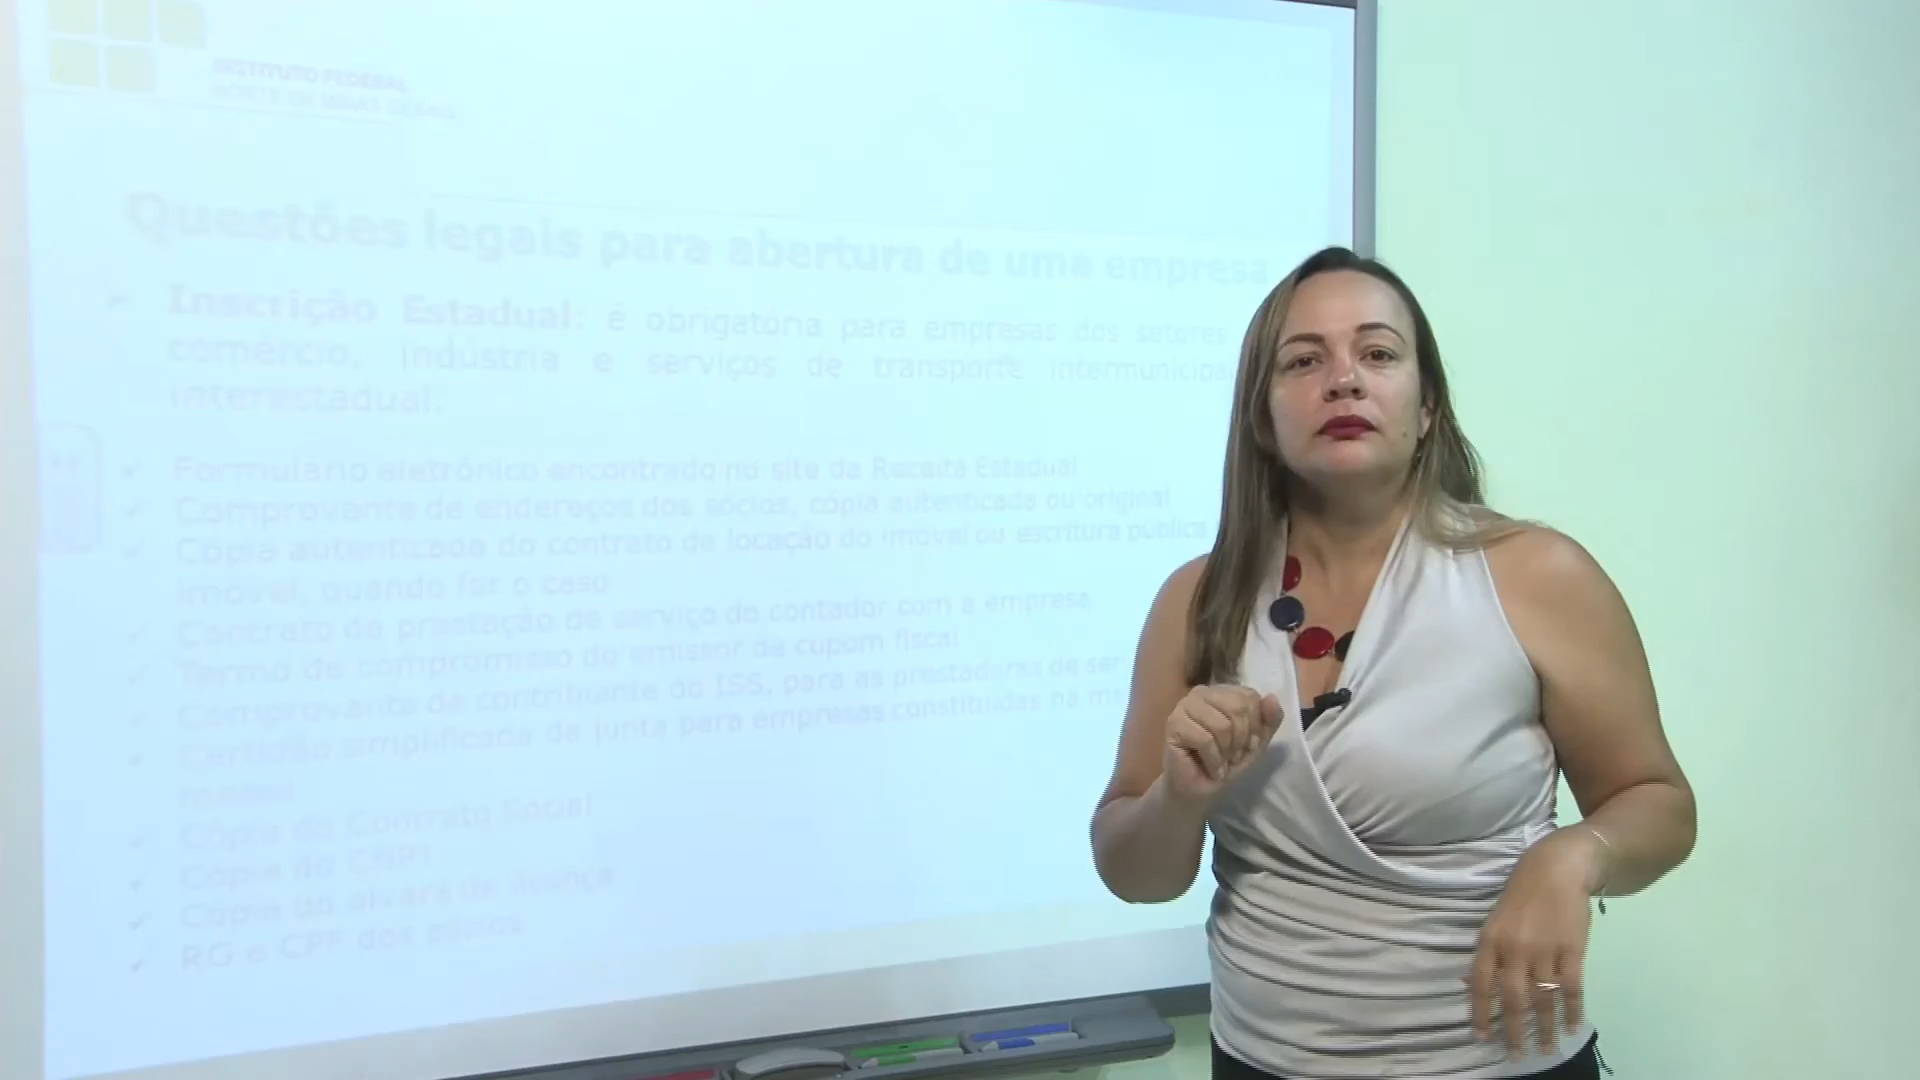 INSTITUTO FEDERAL
NORTE DE MINAS GERAIS
Questões legais para abertura de uma empresa
Inscrição Estadual: é obrigatória para empresas dos setores
comércio, indústria e serviços de transporte intermunicipal
interestadual.
Formulário eletrônico encontrado no site da Receita Estadual
Comprovante de endereços dos sócios, cópia autenticada ou original
Cópia autenticada do contrato de locação do imóvel ou escritura pública
imóvel, quando for o caso
Contrato de prestação de serviço do contador com a empresa
Termo de compromisso do emissor de cupom fiscal
Comprovante de contribuinte do ISS, para as prestadoras de ser
Certidão simplificada da junta para empresas constituídas há ma
meses
Cópia do Contrato Social
Cópia do CNPJ
Cópia do alvará de licença
RG e CPF dos sócios